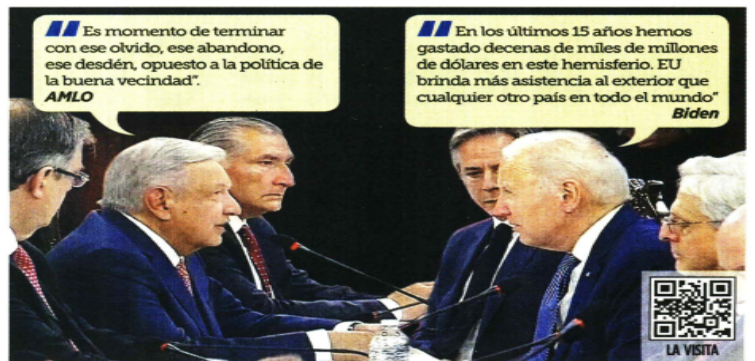 Es momento de terminar
con ese olvido, ese abandono,
ese desdén, opuesto a la política de
la buena vecindad”.
AMLO
En los últimos 15 años hemos
gastado decenas de miles de millones
de dólares en este hemisferio. EU
brinda más asistencia al exterior que
cualquier otro país en todo el mundo”
Biden
LA VISITA